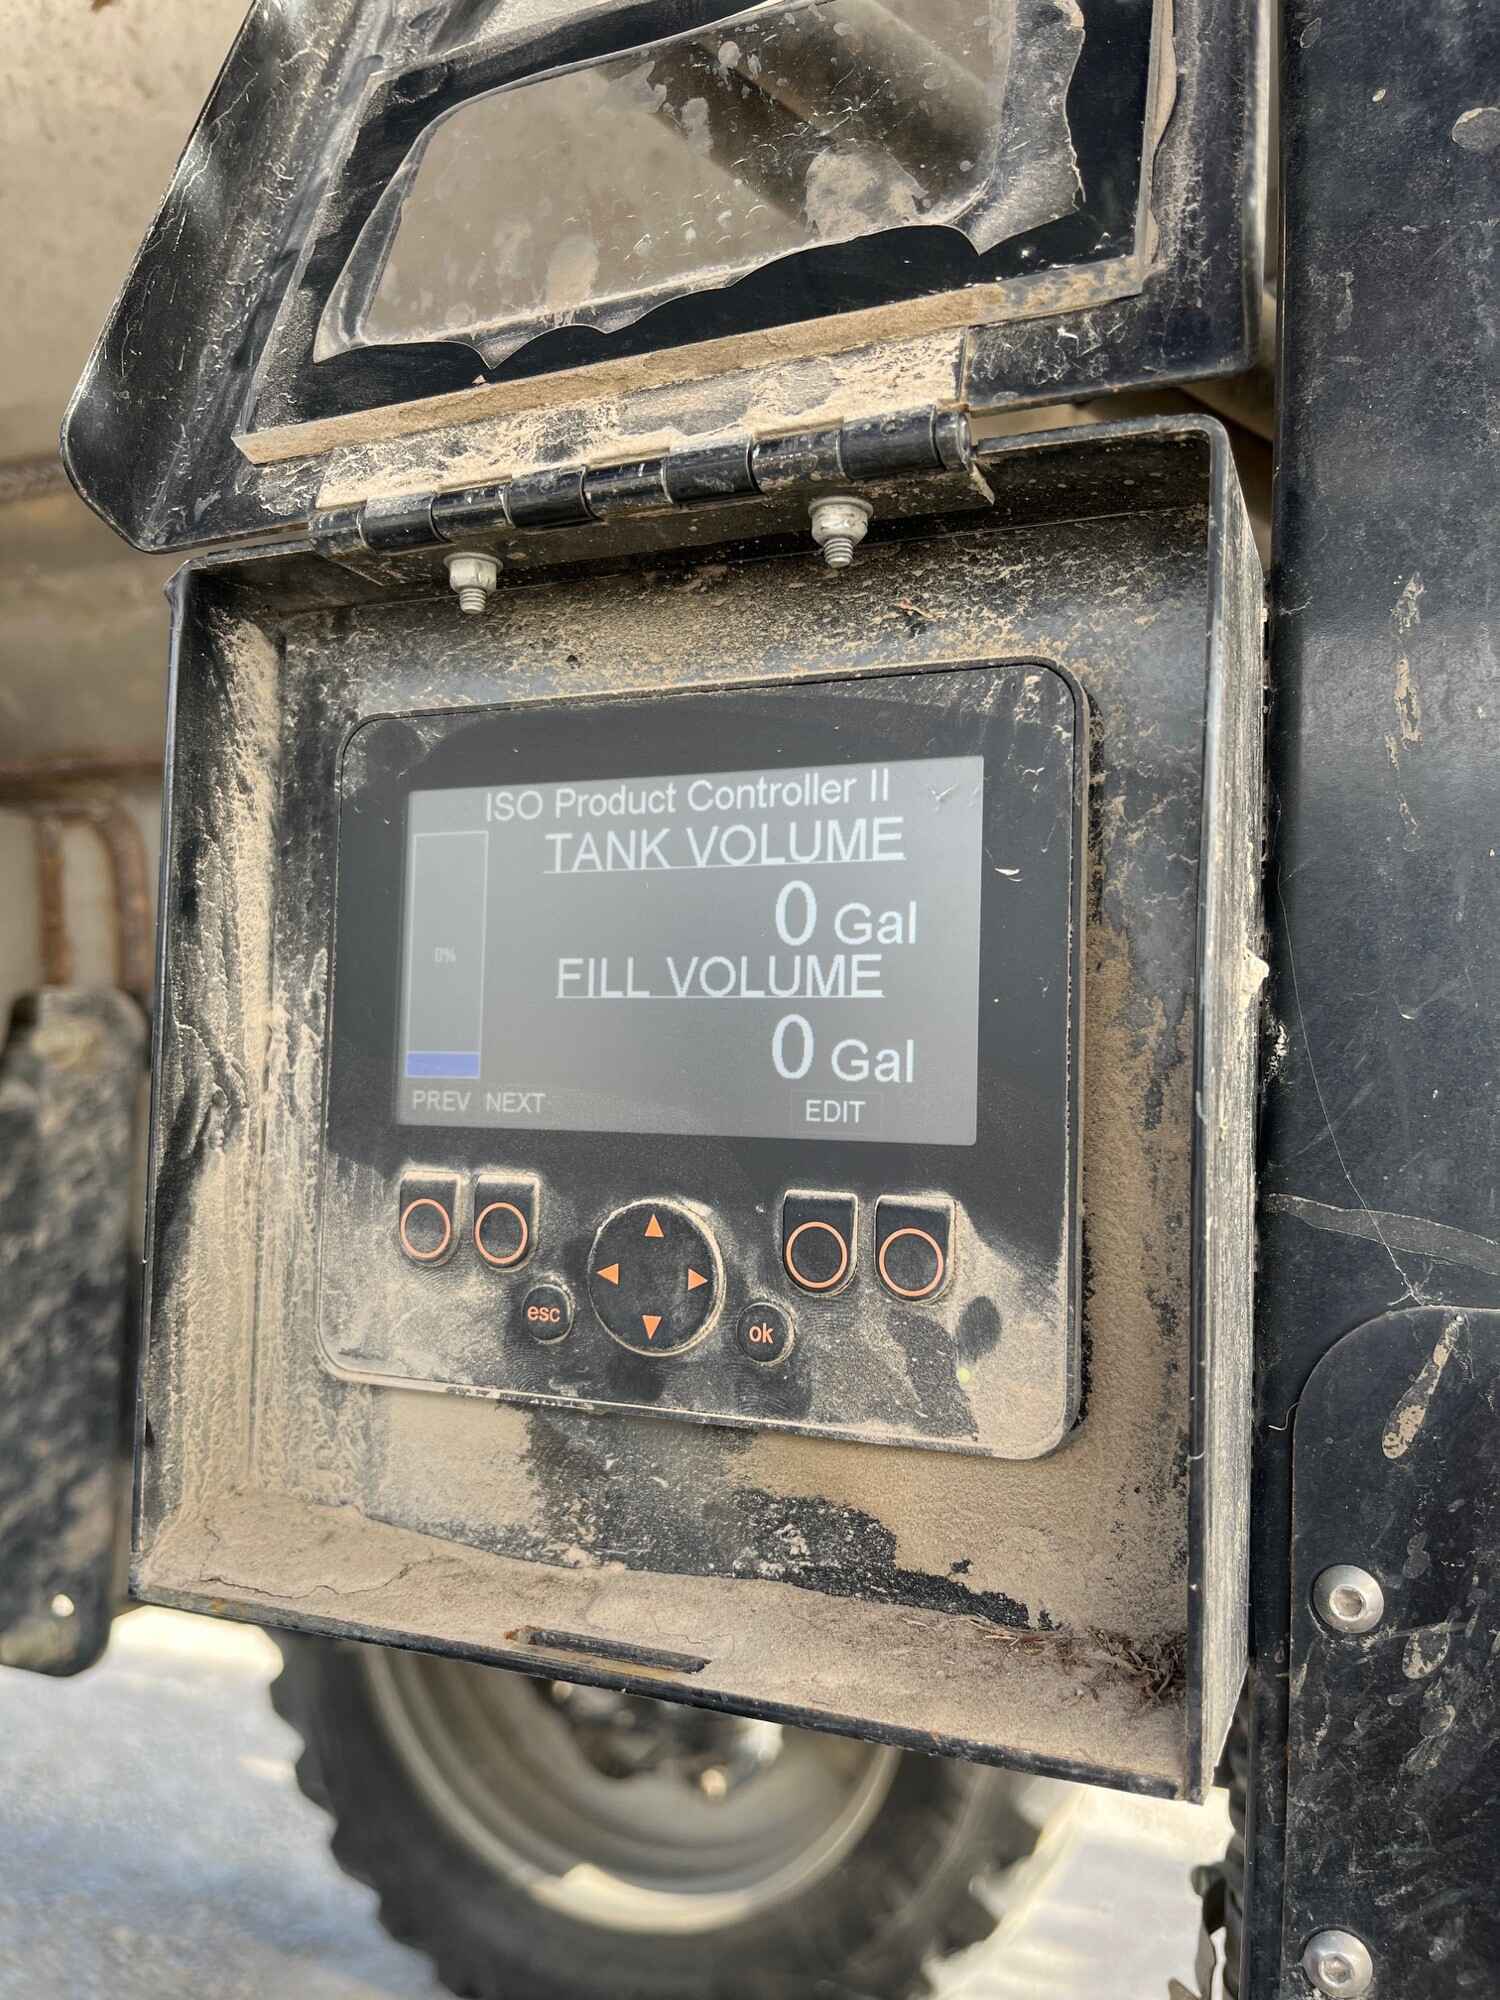 ISO Product Controller II
TANK VOLUME
0 Gal
0%
FILL VOLUME
0 Gal
PREV NEXT EDIT
esc
ok